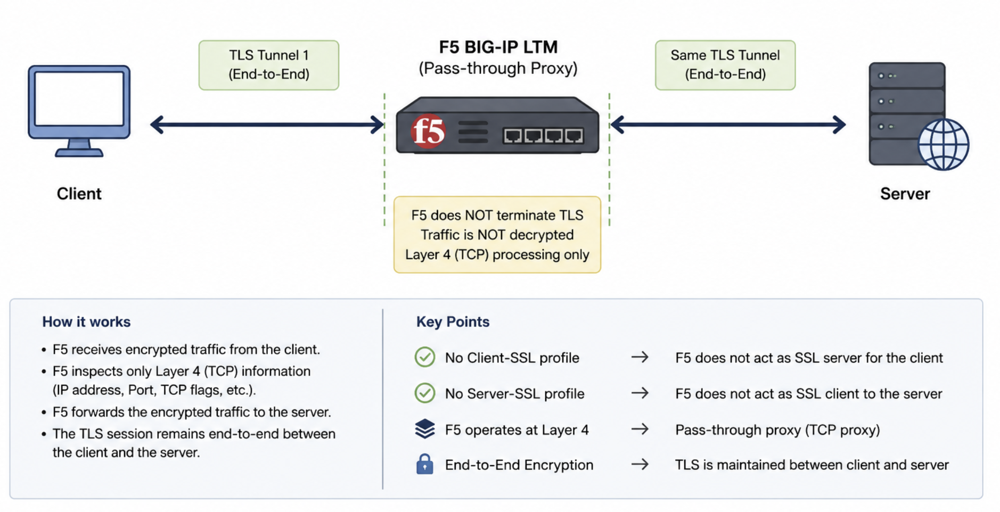 TLS Tunnel 1
(End-to-End)
F5 BIG-IP LTM
(Pass-through Proxy)
Same TLS Tunnel
(End-to-End)
f5
Client
Server
F5 does NOT terminate TLS
Traffic is NOT decrypted
Layer 4 (TCP) processing only
How it works
• F5 receives encrypted traffic from the client.
• F5 inspects only Layer 4 (TCP) information
(IP address, Port, TCP flags, etc.).
• F5 forwards the encrypted traffic to the server.
• The TLS session remains end-to-end between
the client and the server.
Key Points
No Client-SSL profile → F5 does not act as SSL server for the client
No Server-SSL profile → F5 does not act as SSL client to the server
F5 operates at Layer 4 → Pass-through proxy (TCP proxy)
End-to-End Encryption → TLS is maintained between client and server